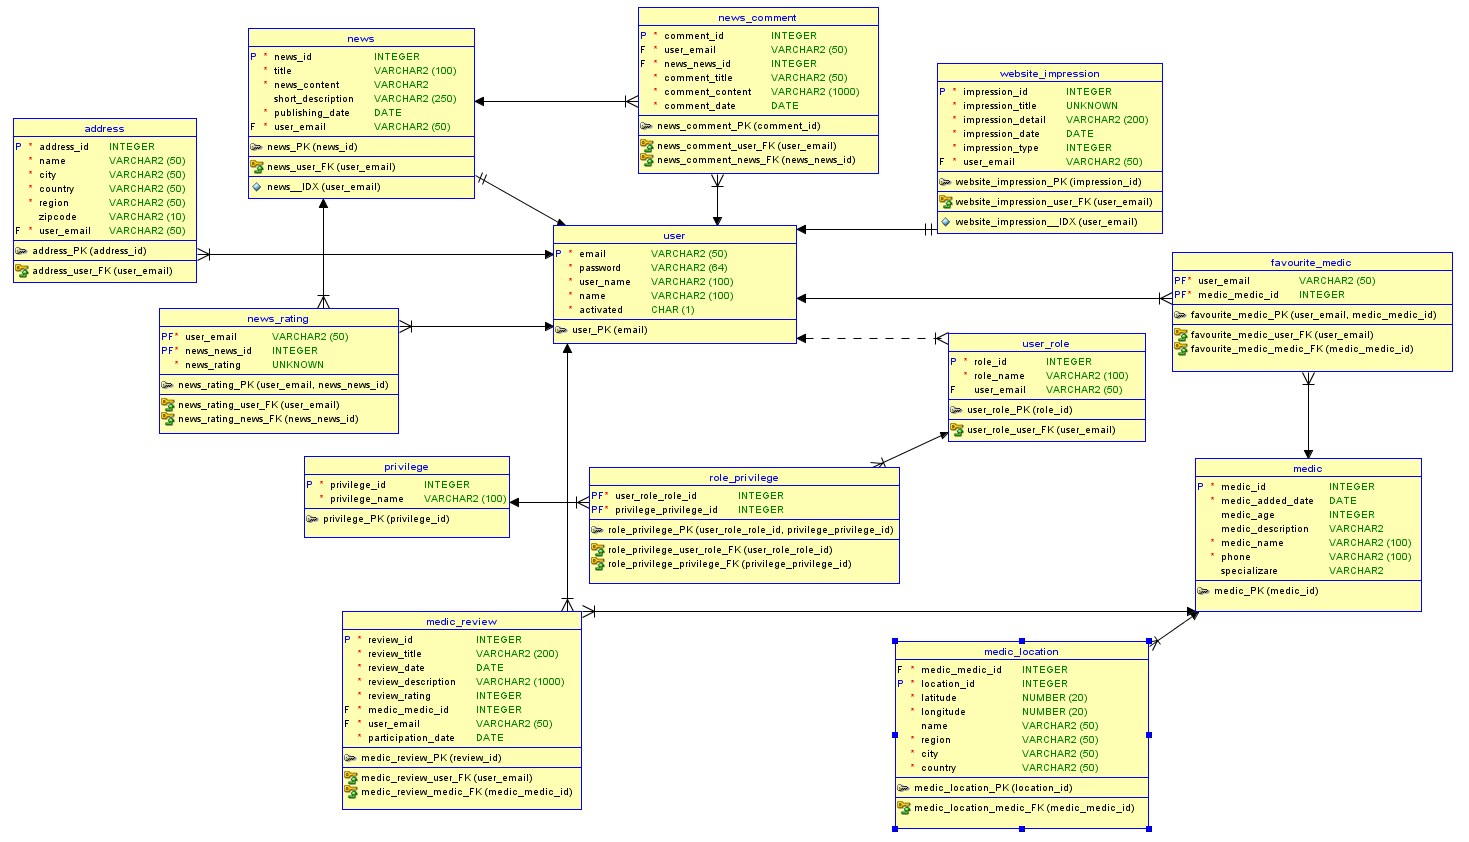 news_comment
P * comment_id INTEGER
F * user_email VARCHAR2 (50)
F * news_news_id INTEGER
* comment_title VARCHAR2 (50)
* comment_content VARCHAR2 (1000)
* comment_date DATE
news_comment_PK (comment_id)
news_comment_user_FK (user_email)
news_comment_news_FK (news_news_id)
news
P * news_id INTEGER
* title VARCHAR2 (100)
* news_content VARCHAR2
short_description VARCHAR2 (250)
* publishing_date DATE
F * user_email VARCHAR2 (50)
news_PK (news_id)
news_user_FK (user_email)
news__IDX (user_email)
website_impression
P * impression_id INTEGER
* impression_title UNKNOWN
* impression_detail VARCHAR2 (200)
* impression_date DATE
* impression_type INTEGER
F * user_email VARCHAR2 (50)
website_impression_PK (impression_id)
website_impression_user_FK (user_email)
website_impression__IDX (user_email)
address
P * address_id INTEGER
* name VARCHAR2 (50)
* city VARCHAR2 (50)
* country VARCHAR2 (50)
* region VARCHAR2 (50)
zipcode VARCHAR2 (10)
F * user_email VARCHAR2 (50)
address_PK (address_id)
address_user_FK (user_email)
user
P * email VARCHAR2 (50)
* password VARCHAR2 (64)
* user_name VARCHAR2 (100)
* name VARCHAR2 (100)
* activated CHAR (1)
user_PK (email)
favourite_medic
PF* user_email VARCHAR2 (50)
PF* medic_medic_id INTEGER
favourite_medic_PK (user_email, medic_medic_id)
favourite_medic_user_FK (user_email)
favourite_medic_medic_FK (medic_medic_id)
news_rating
PF* user_email VARCHAR2 (50)
PF* news_news_id INTEGER
* news_rating UNKNOWN
news_rating_PK (user_email, news_news_id)
news_rating_user_FK (user_email)
news_rating_news_FK (news_news_id)
user_role
P * role_id INTEGER
* role_name VARCHAR2 (100)
F user_email VARCHAR2 (50)
user_role_PK (role_id)
user_role_user_FK (user_email)
privilege
P * privilege_id INTEGER
* privilege_name VARCHAR2 (100)
privilege_PK (privilege_id)
role_privilege
PF* user_role_role_id INTEGER
PF* privilege_privilege_id INTEGER
role_privilege_PK (user_role_role_id, privilege_privilege_id)
role_privilege_user_role_FK (user_role_role_id)
role_privilege_privilege_FK (privilege_privilege_id)
medic
P * medic_id INTEGER
* medic_added_date DATE
medic_age INTEGER
medic_description VARCHAR2
* medic_name VARCHAR2 (100)
* phone VARCHAR2 (100)
specializare VARCHAR2
medic_PK (medic_id)
medic_review
P * review_id INTEGER
* review_title VARCHAR2 (200)
* review_date DATE
* review_description VARCHAR2 (1000)
* review_rating INTEGER
F * medic_medic_id INTEGER
F * user_email VARCHAR2 (50)
* participation_date DATE
medic_review_PK (review_id)
medic_review_user_FK (user_email)
medic_review_medic_FK (medic_medic_id)
medic_location
F * medic_medic_id INTEGER
P * location_id INTEGER
* latitude NUMBER (20)
* longitude NUMBER (20)
name VARCHAR2 (50)
* region VARCHAR2 (50)
* city VARCHAR2 (50)
* country VARCHAR2 (50)
medic_location_PK (location_id)
medic_location_medic_FK (medic_medic_id)